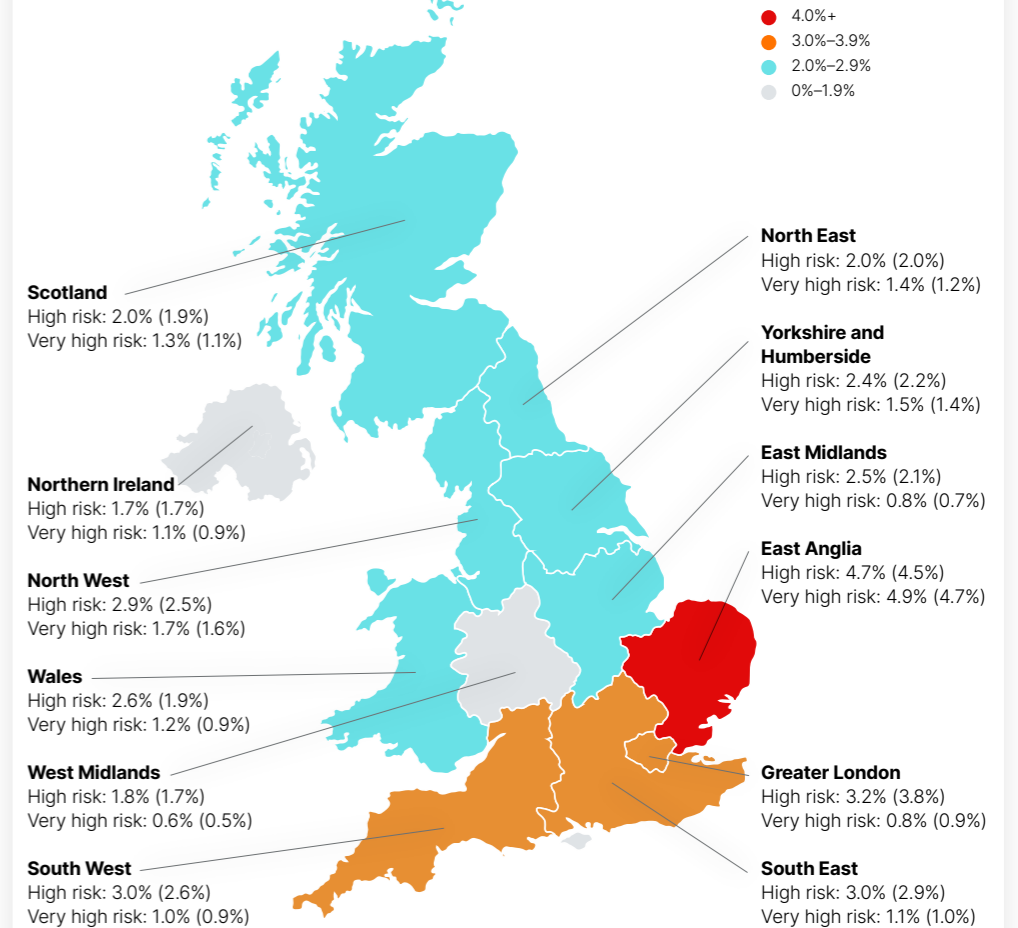 4.0%+
3.0%–3.9%
2.0%–2.9%
0%–1.9%
Scotland
High risk: 2.0% (1.9%)
Very high risk: 1.3% (1.1%)
Northern Ireland
High risk: 1.7% (1.7%)
Very high risk: 1.1% (0.9%)
North West
High risk: 2.9% (2.5%)
Very high risk: 1.7% (1.6%)
Wales
High risk: 2.6% (1.9%)
Very high risk: 1.2% (0.9%)
West Midlands
High risk: 1.8% (1.7%)
Very high risk: 0.6% (0.5%)
South West
High risk: 3.0% (2.6%)
Very high risk: 1.0% (0.9%)
North East
High risk: 2.0% (2.0%)
Very high risk: 1.4% (1.2%)
Yorkshire and
Humberside
High risk: 2.4% (2.2%)
Very high risk: 1.5% (1.4%)
East Midlands
High risk: 2.5% (2.1%)
Very high risk: 0.8% (0.7%)
East Anglia
High risk: 4.7% (4.5%)
Very high risk: 4.9% (4.7%)
Greater London
High risk: 3.2% (3.8%)
Very high risk: 0.8% (0.9%)
South East
High risk: 3.0% (2.9%)
Very high risk: 1.1% (1.0%)